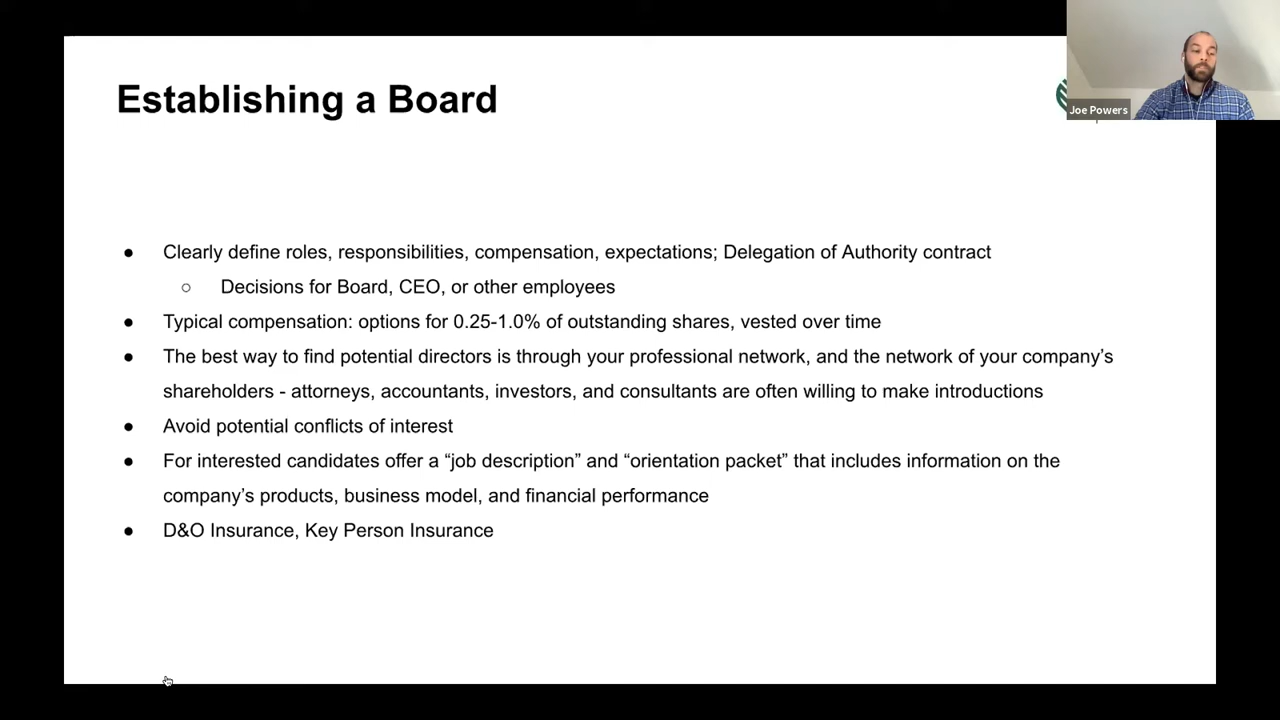 Establishing a Board
Joe Powers
● Clearly define roles, responsibilities, compensation, expectations; Delegation of Authority contract
○ Decisions for Board, CEO, or other employees
● Typical compensation: options for 0.25-1.0% of outstanding shares, vested over time
● The best way to find potential directors is through your professional network, and the network of your company’s
shareholders - attorneys, accountants, investors, and consultants are often willing to make introductions
● Avoid potential conflicts of interest
● For interested candidates offer a “job description” and “orientation packet” that includes information on the
company’s products, business model, and financial performance
● D&O Insurance, Key Person Insurance